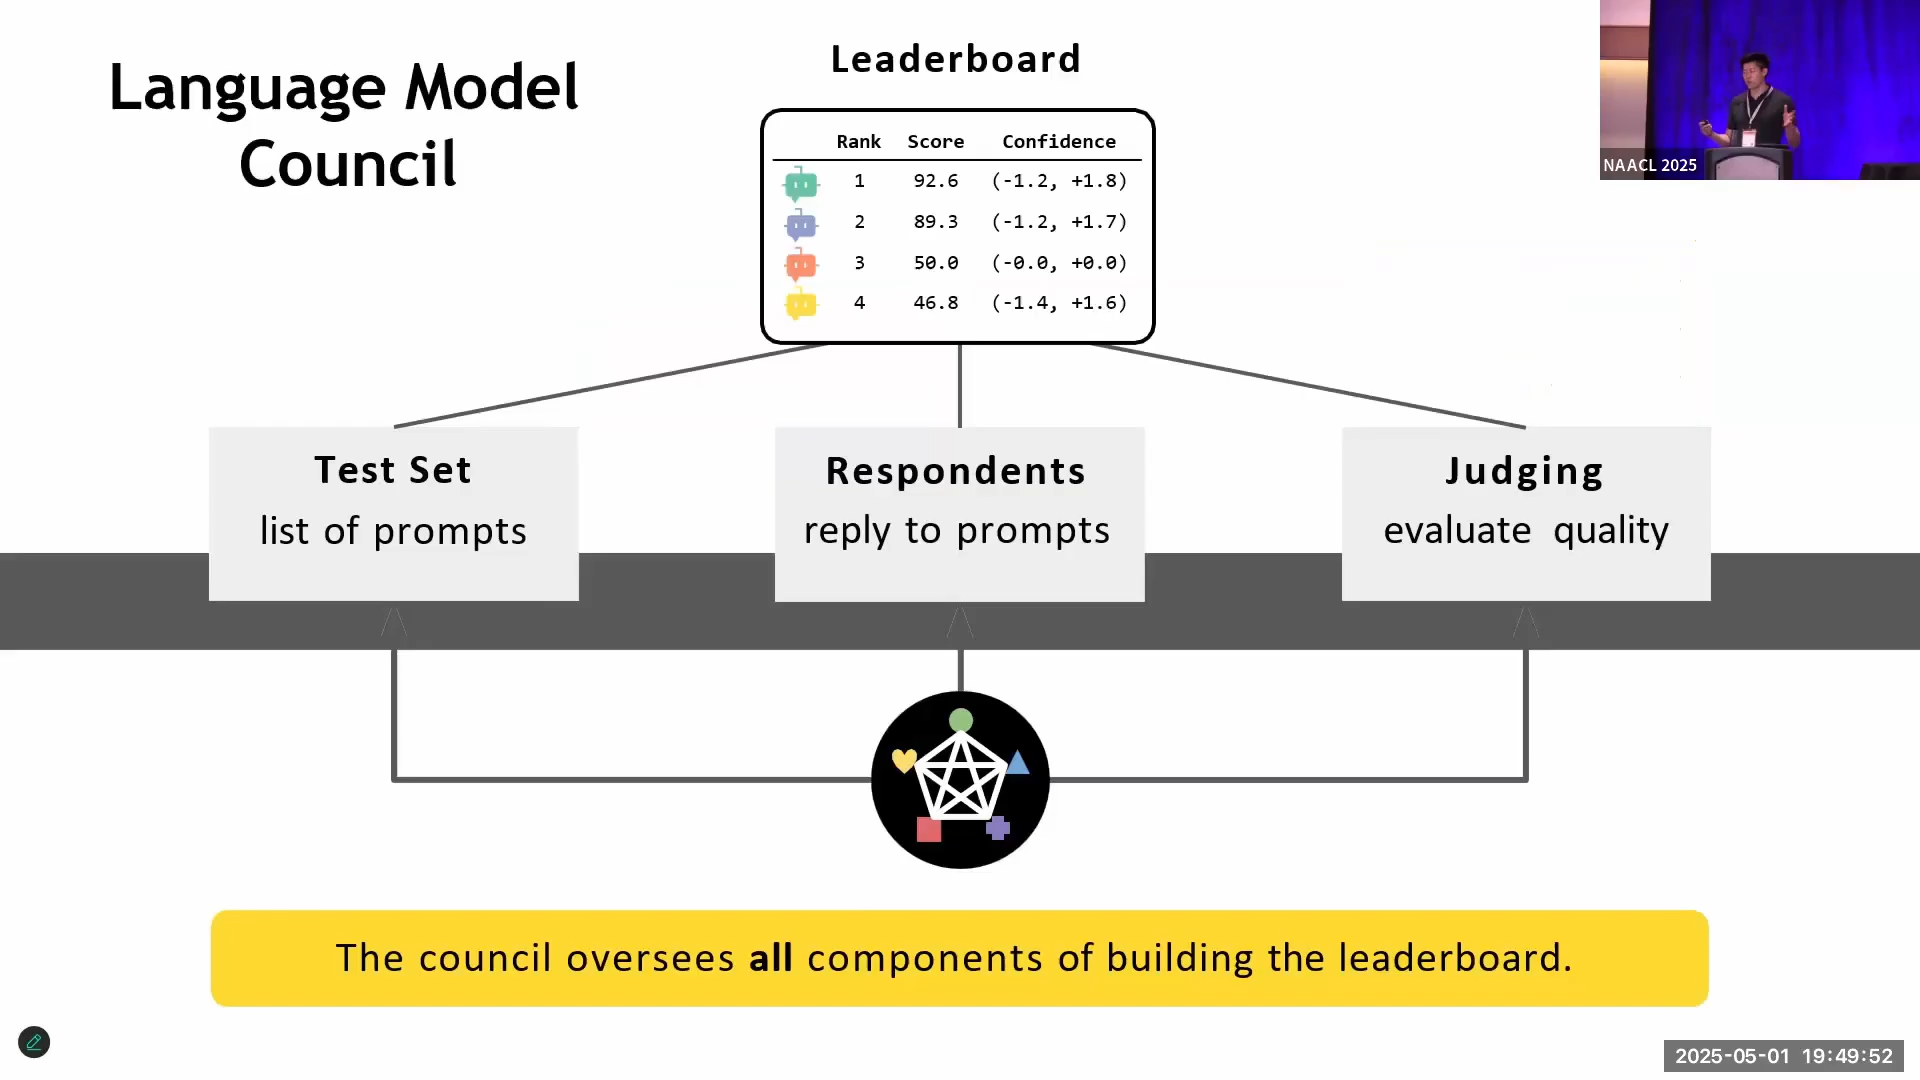 Language Model
Council
Leaderboard
Rank Score Confidence
1 92.6 (-1.2, +1.8)
2 89.3 (-1.2, +1.7)
3 50.0 (-0.0, +0.0)
4 46.8 (-1.4, +1.6)
NAACL 2025
Test Set
list of prompts
Respondents
reply to prompts
Judging
evaluate quality
The council oversees all components of building the leaderboard.
2025-05-01 19:49:52